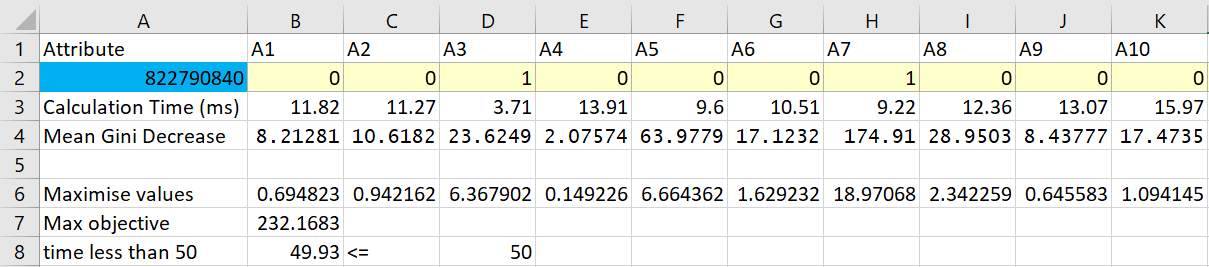 A B C D E F G H I J K
1 Attribute A1 A2 A3 A4 A5 A6 A7 A8 A9 A10
2 822790840 0 0 1 0 0 0 1 0 0 0
3 Calculation Time (ms) 11.82 11.27 3.71 13.91 9.6 10.51 9.22 12.36 13.07 15.97
4 Mean Gini Decrease 8.21281 10.6182 23.6249 2.07574 63.9779 17.1232 174.91 28.9503 8.43777 17.4735
5
6 Maximise values 0.694823 0.942162 6.367902 0.149226 6.664362 1.629232 18.97068 2.342259 0.645583 1.094145
7 Max objective 232.1683
8 time less than 50 49.93 <= 50